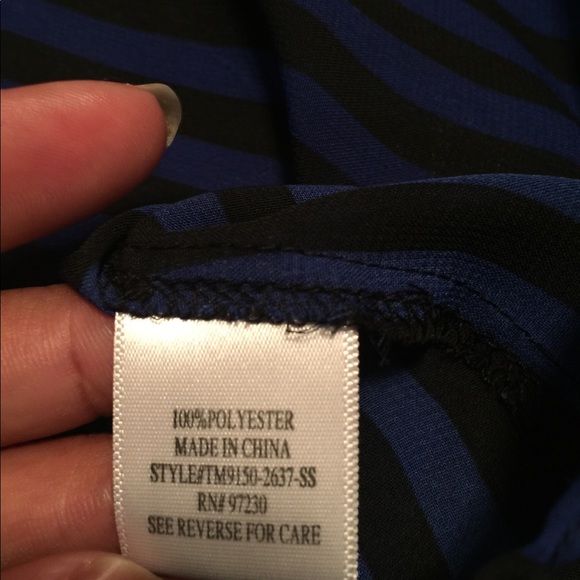 100%POLYESTER
MADE IN CHINA
STYLE#TM9150-2637-SS
RN# 97230
SEE REVERSE FOR CARE